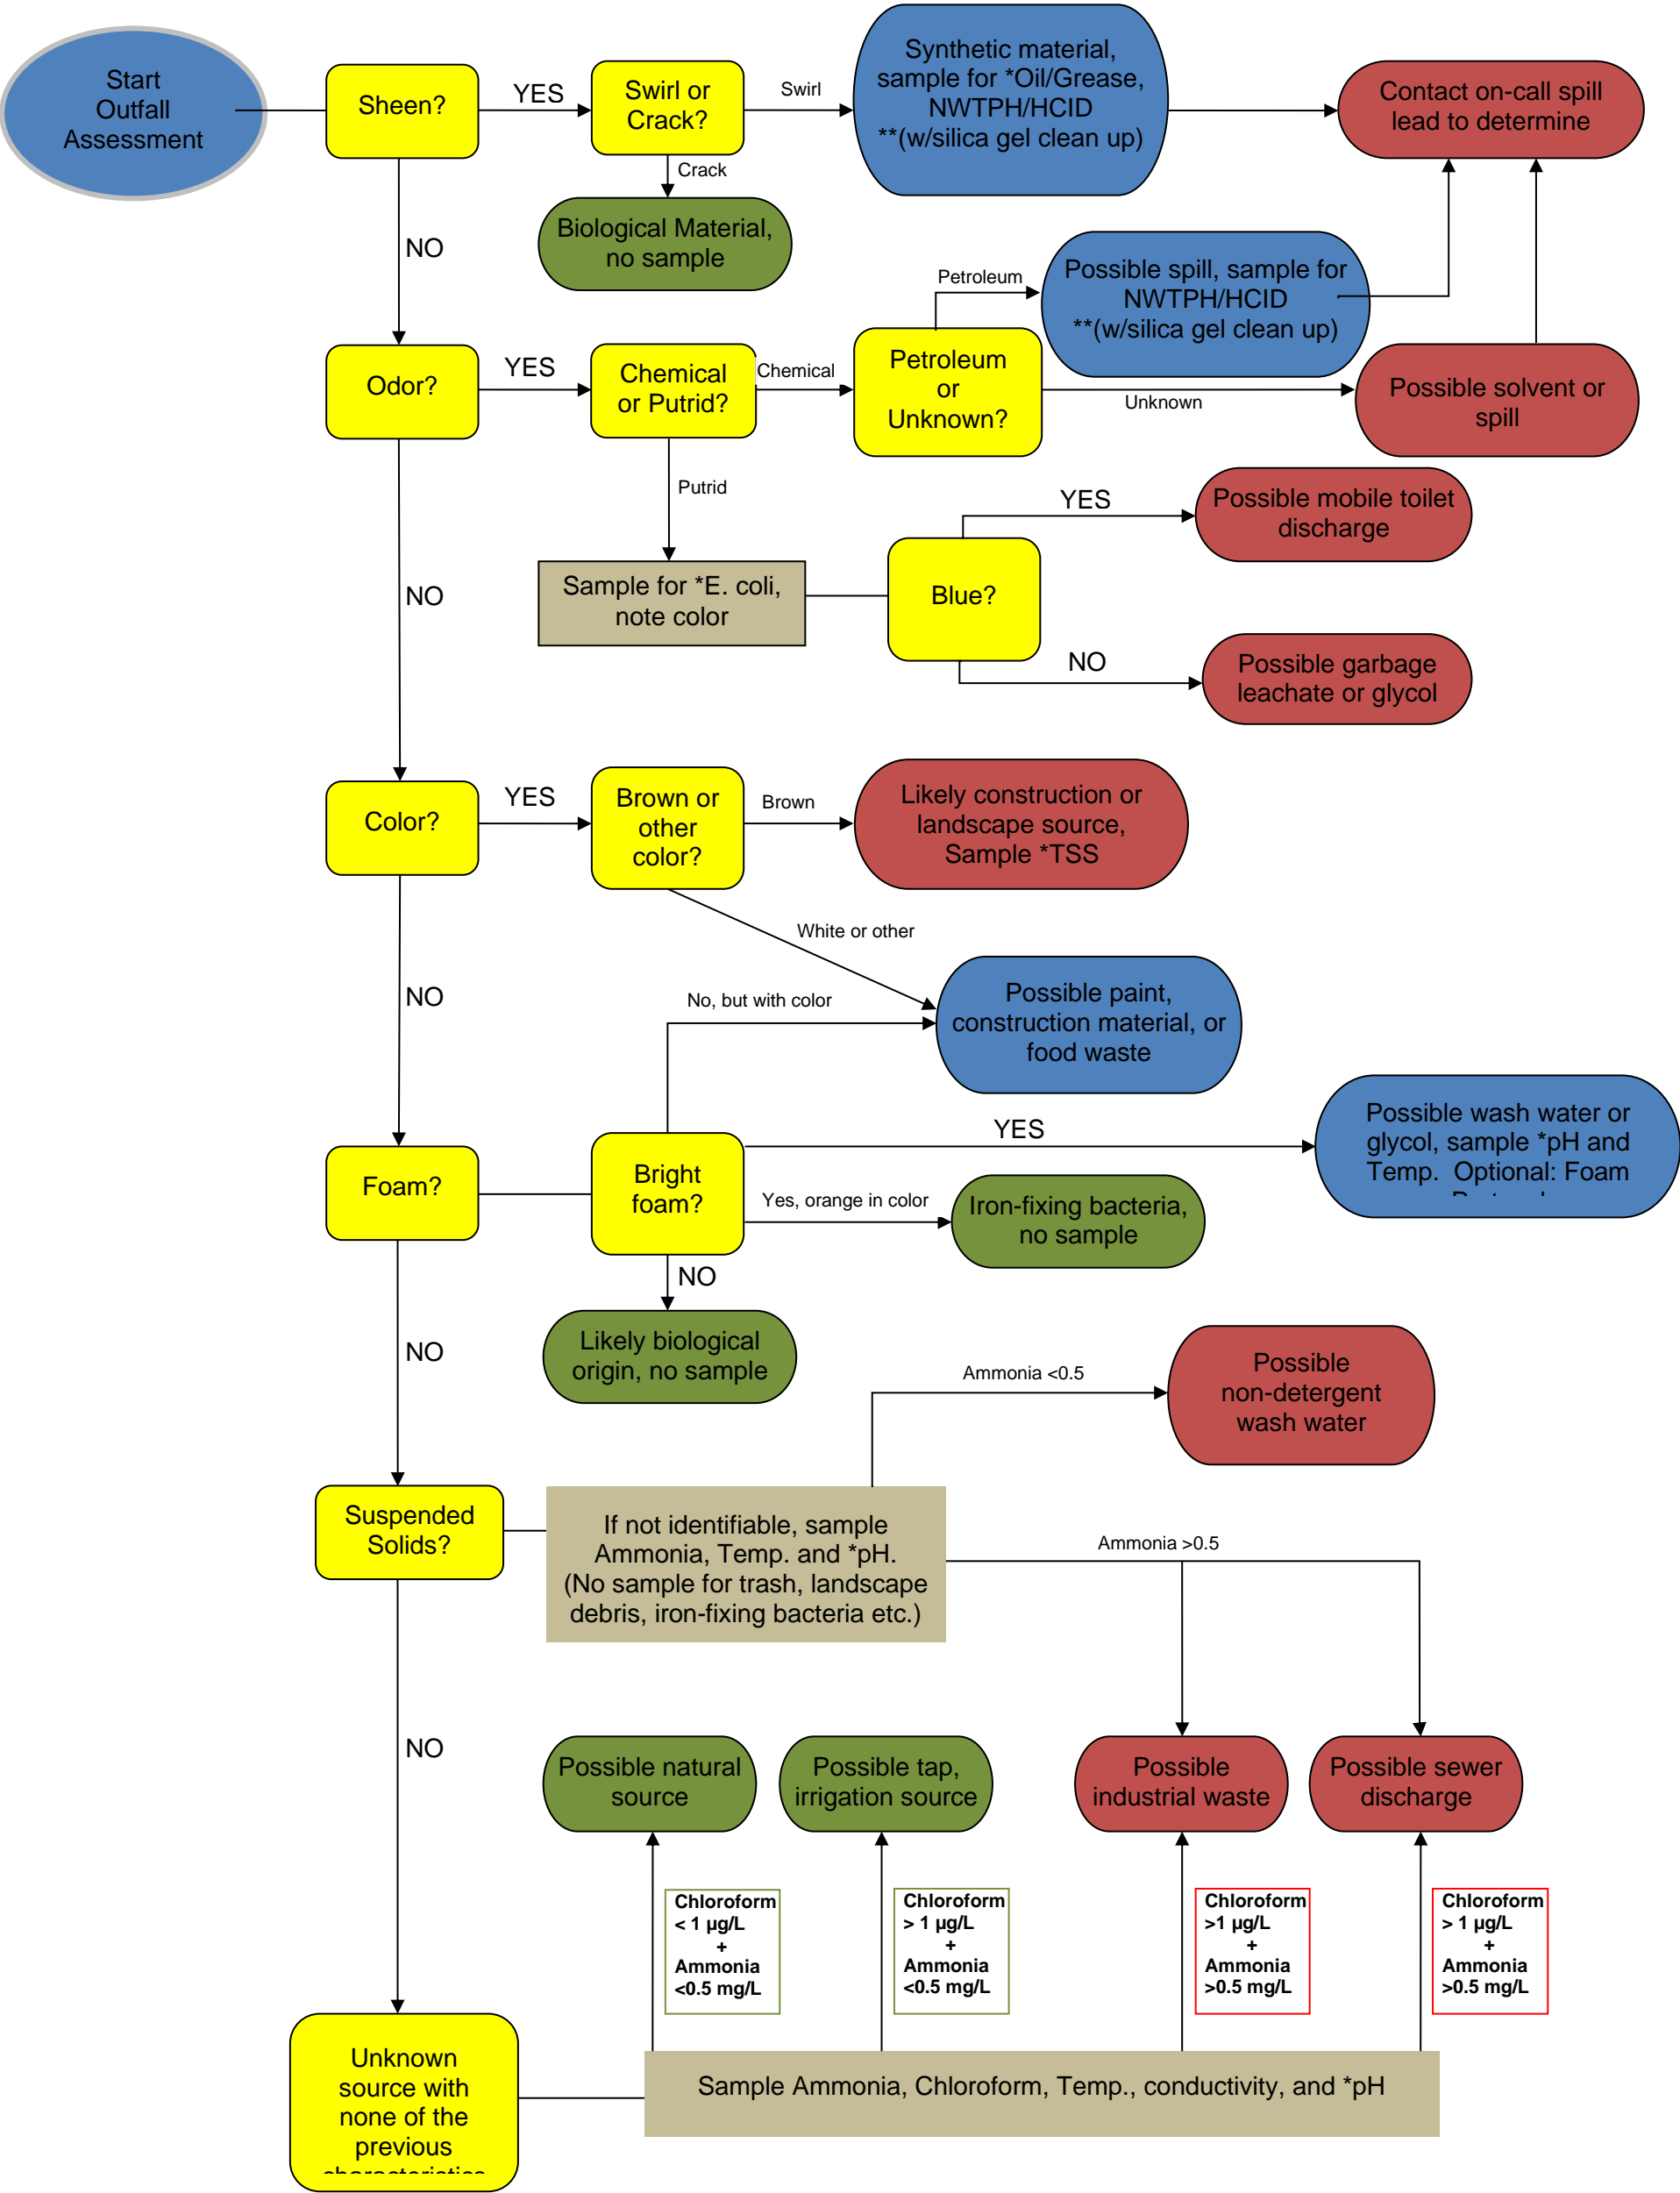 Start
Outfall
Assessment
Sheen?
YES
Swirl or
Crack?
Swirl
Synthetic material,
sample for *Oil/Grease,
NWTPH/HCID
**(w/silica gel clean up)
Contact on-call spill
lead to determine
Crack
Biological Material,
no sample
NO
Petroleum
Possible spill, sample for
NWTPH/HCID
**(w/silica gel clean up)
Odor?
YES
Chemical
or Putrid?
Chemical
Petroleum
or
Unknown?
Unknown
Possible solvent or
spill
Putrid
YES
Possible mobile toilet
discharge
NO
Sample for *E. coli,
note color
Blue?
NO
Possible garbage
leachate or glycol
Color?
YES
Brown or
other
color?
Brown
Likely construction or
landscape source,
Sample *TSS
White or other
NO
No, but with color
Possible paint,
construction material, or
food waste
Foam?
Bright
foam?
YES
Possible wash water or
glycol, sample *pH and
Temp. Optional: Foam
Yes, orange in color
Iron-fixing bacteria,
no sample
NO
Likely biological
origin, no sample
NO
Ammonia <0.5
Possible
non-detergent
wash water
Suspended
Solids?
If not identifiable, sample
Ammonia, Temp. and *pH.
(No sample for trash, landscape
debris, iron-fixing bacteria etc.)
Ammonia >0.5
NO
Possible natural
source
Possible tap,
irrigation source
Possible
industrial waste
Possible sewer
discharge
Chloroform
< 1 µg/L
+
Ammonia
<0.5 mg/L
Chloroform
> 1 µg/L
+
Ammonia
<0.5 mg/L
Chloroform
>1 µg/L
+
Ammonia
>0.5 mg/L
Chloroform
> 1 µg/L
+
Ammonia
>0.5 mg/L
Unknown
source with
none of the
previous
characteristics
Sample Ammonia, Chloroform, Temp., conductivity, and *pH